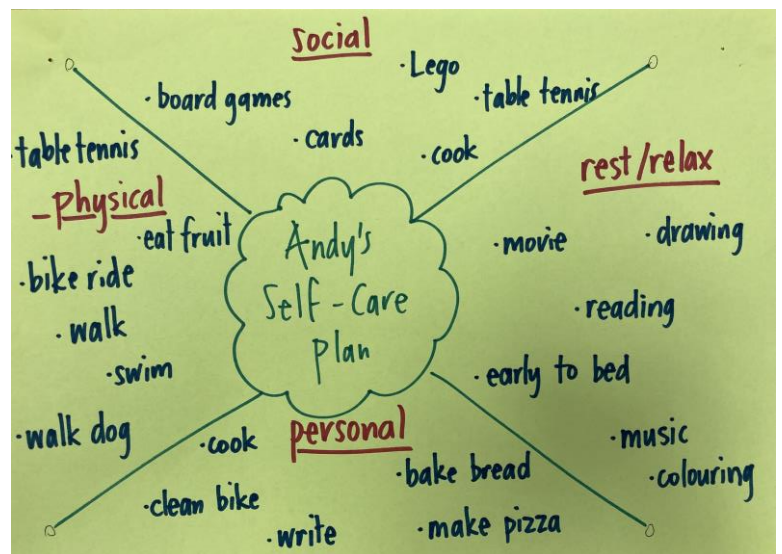 social
· board games
· Lego
· table tennis
· cards
· cook
· table tennis
- physical
· eat fruit
· bike ride
· walk
· swim
· walk dog
Andy's
Self-Care
Plan
rest/relax
· movie
· drawing
· reading
· early to bed
· music
· colouring
personal
· cook
· bake bread
· clean bike
· write
· make pizza